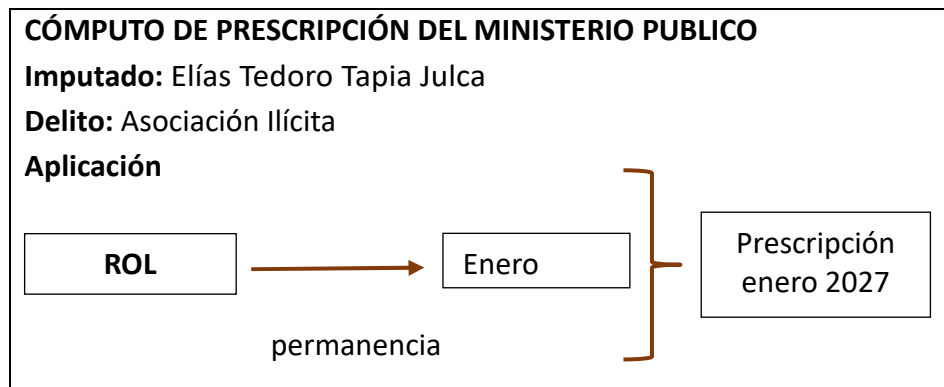 CÓMPUTO DE PRESCRIPCIÓN DEL MINISTERIO PUBLICO
Imputado: Elías Tedoro Tapia Julca
Delito: Asociación Ilícita
Aplicación
ROL
Enero
Prescripción
enero 2027
permanencia